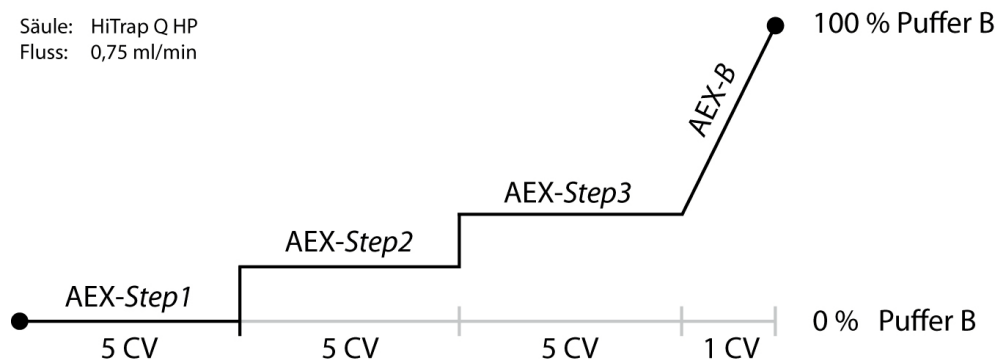 Säule: HiTrap Q HP
Fluss: 0,75 ml/min
100 % Puffer B
AEX-B
AEX-Step3
AEX-Step2
AEX-Step1
0 % Puffer B
5 CV
5 CV
5 CV
1 CV